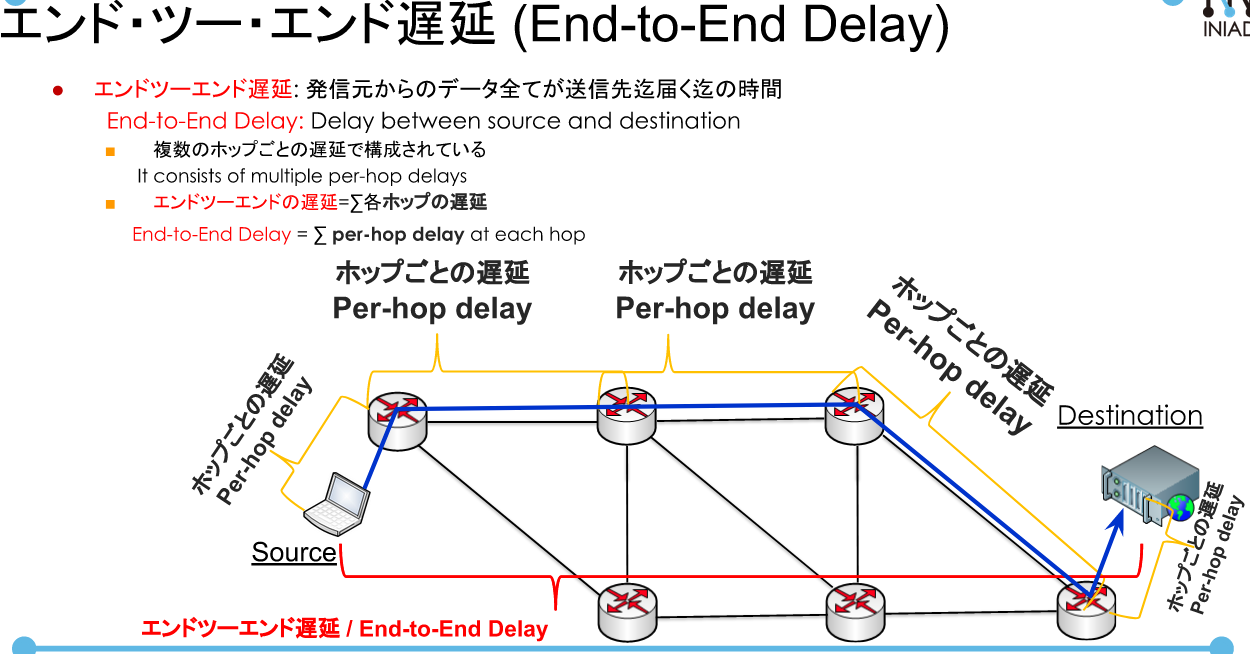 エンド・ツー・エンド遅延 (End-to-End Delay)
INIAD
エンドツーエンド遅延: 発信元からのデータ全てが送信先迄届く迄の時間
End-to-End Delay: Delay between source and destination
複数のホップごとの遅延で構成されている
It consists of multiple per-hop delays
エンドツーエンドの遅延=∑各ホップの遅延
End-to-End Delay = ∑ per-hop delay at each hop
ホップごとの遅延
Per-hop delay
ホップごとの遅延
Per-hop delay
ホップごとの遅延
Per-hop delay
ホップごとの遅延
Per-hop delay
Destination
ホップごとの遅延
Per-hop delay
Source
エンドツーエンド遅延 / End-to-End Delay